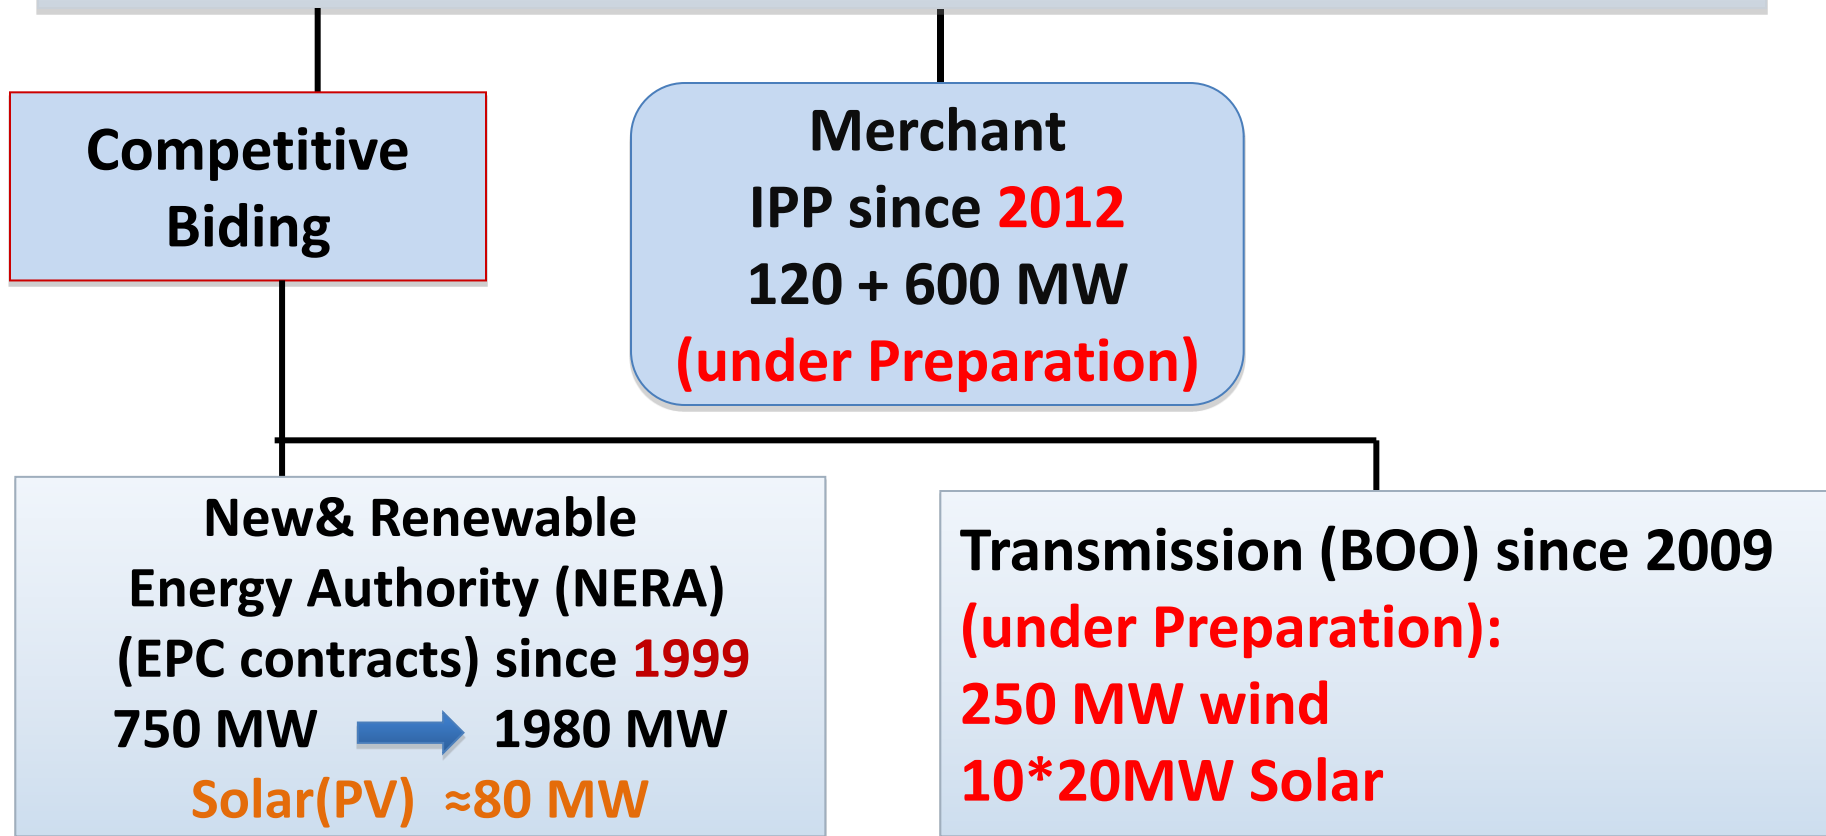 Competitive
Biding
Merchant
IPP since 2012
120 + 600 MW
(under Preparation)
New& Renewable
Energy Authority (NERA)
(EPC contracts) since 1999
750 MW 1980 MW
Solar(PV) ≈80 MW
Transmission (BOO) since 2009
(under Preparation):
250 MW wind
10*20MW Solar